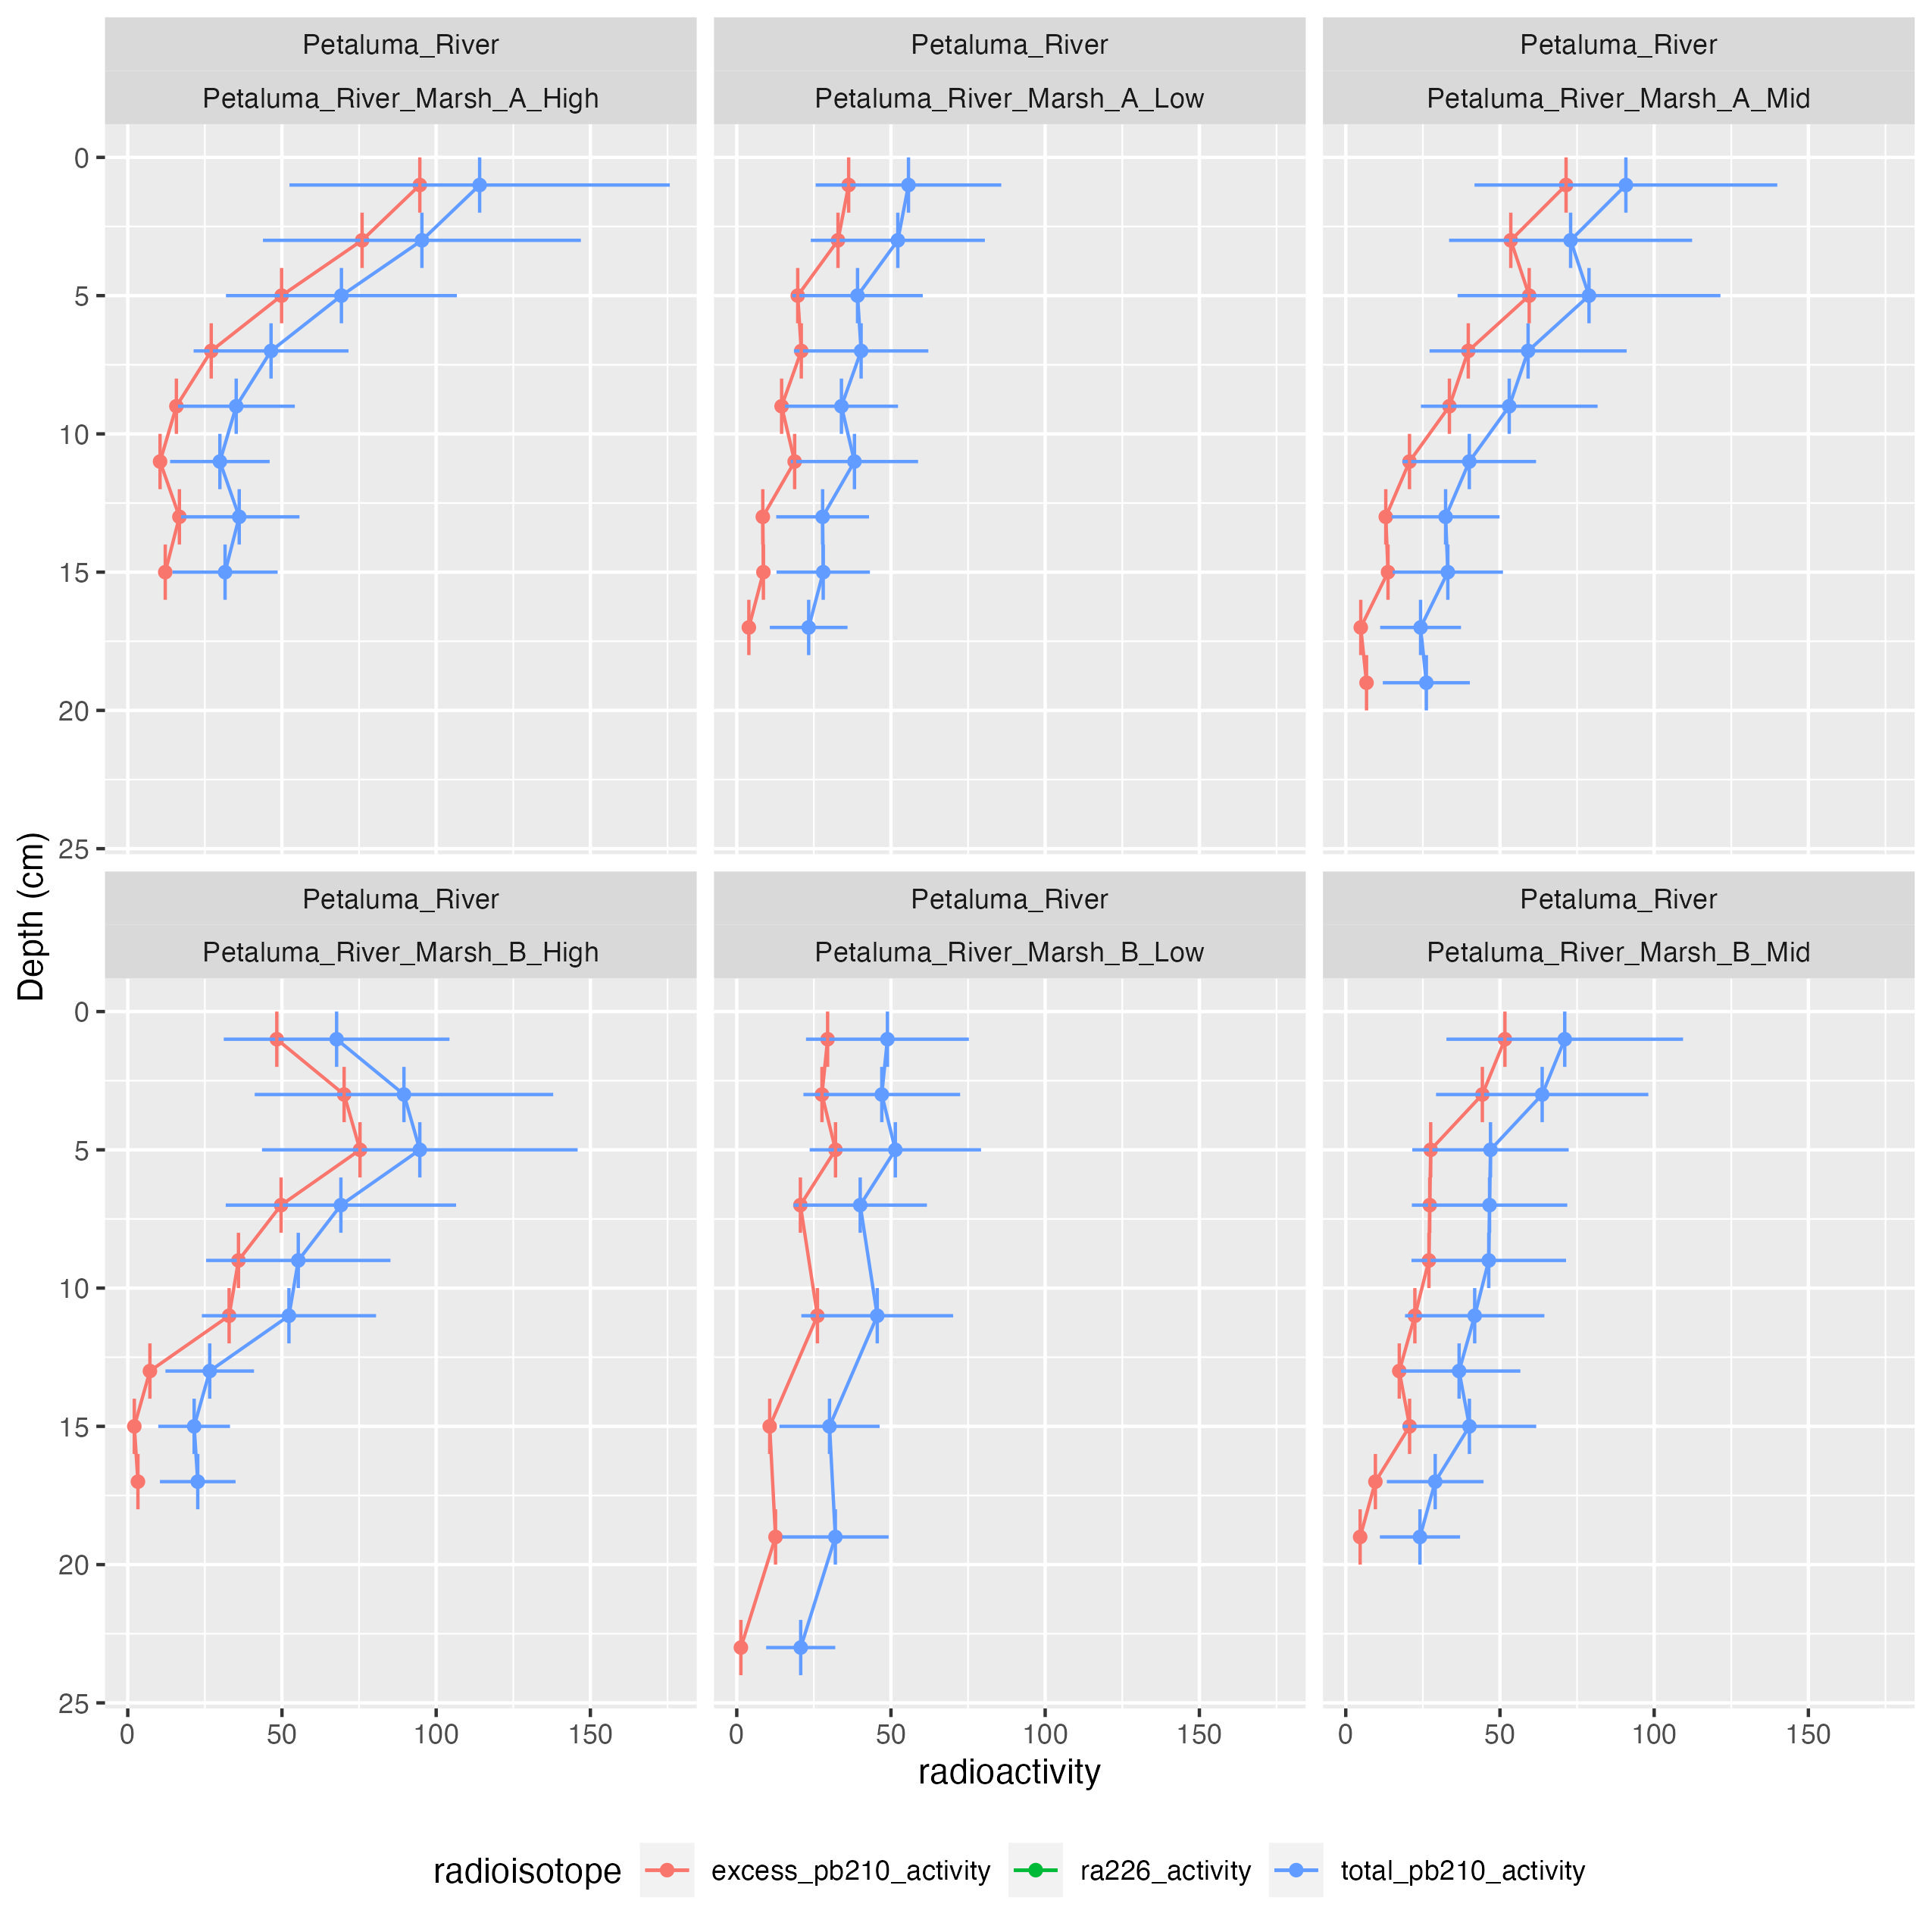 Petaluma_River Petaluma_River Petaluma_River
Petaluma_River_Marsh_A_High Petaluma_River_Marsh_A_Low Petaluma_River_Marsh_A_Mid
0
5
10
15
20
25
Depth (cm)
Petaluma_River Petaluma_River Petaluma_River
Petaluma_River_Marsh_B_High Petaluma_River_Marsh_B_Low Petaluma_River_Marsh_B_Mid
0
5
10
15
20
25
0 50 100 150 0 50 100 150 0 50 100 150
radioactivity
radioisotope excess_pb210_activity ra226_activity total_pb210_activity